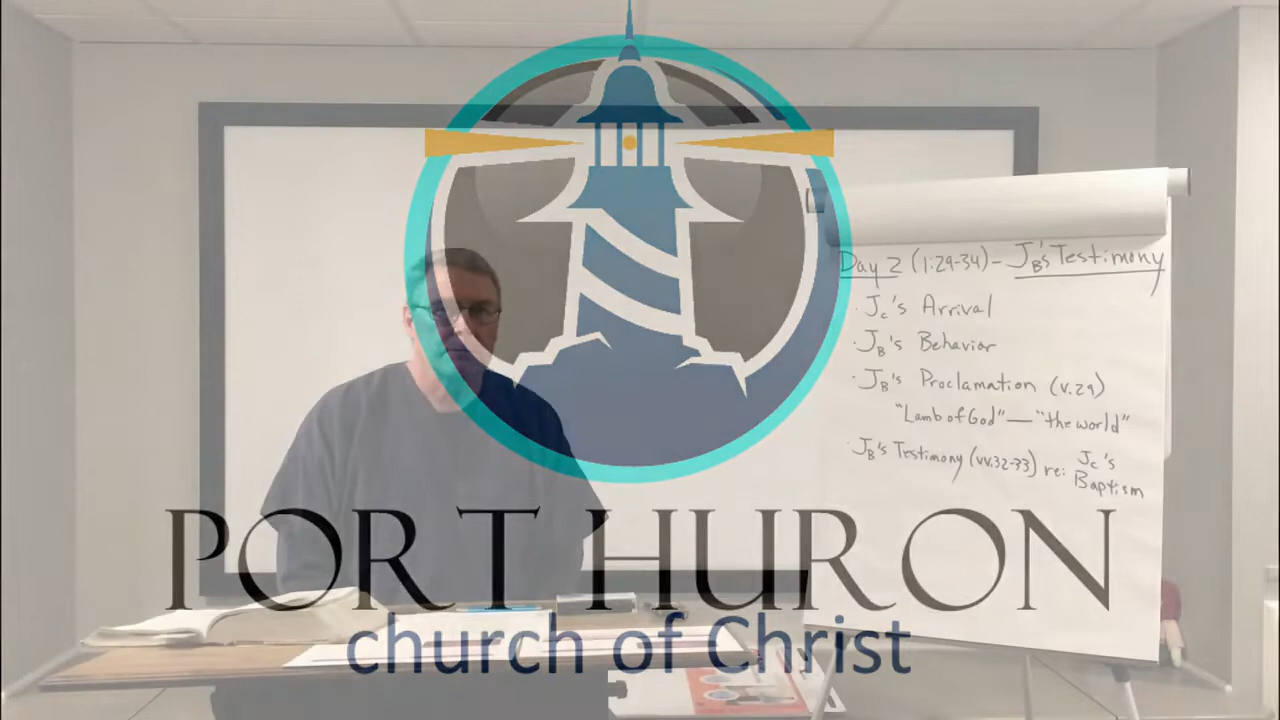 Day 2 (1:29-34) - JB's Testimony
· Jc's Arrival
· JB's Behavior
· JB's Proclamation (v.29)
"Lamb of God" — "the world"
· JB's Testimony (vv.32-33) re: Jc's Baptism
PORT HURON
church of Christ